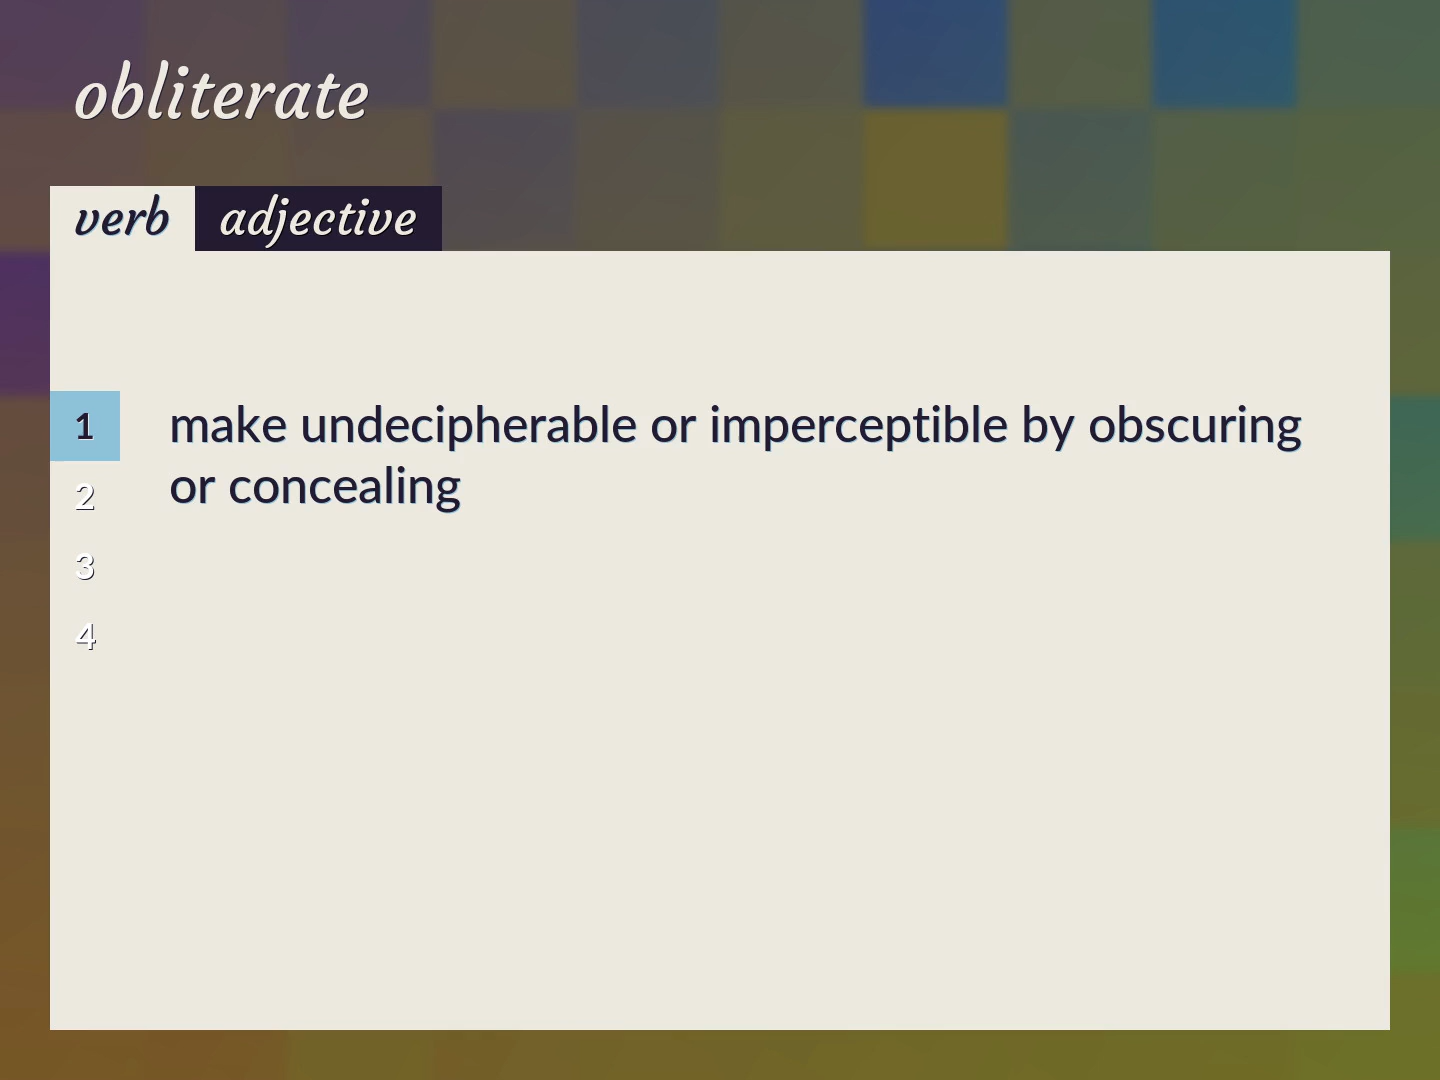 obliterate
verb adjective
1 make undecipherable or imperceptible by obscuring
or concealing
2
3
4